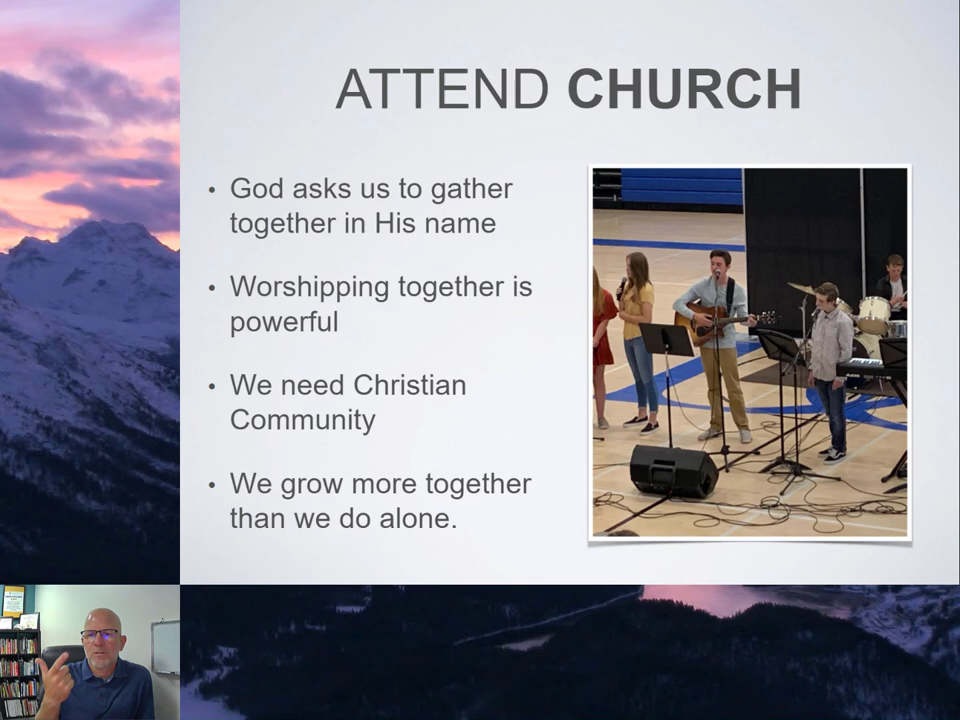 ATTEND CHURCH
• God asks us to gather
together in His name
• Worshipping together is
powerful
• We need Christian
Community
• We grow more together
than we do alone.